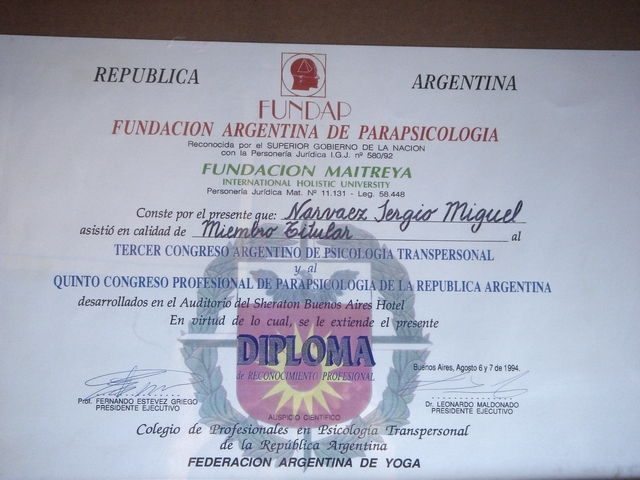 REPUBLICA ARGENTINA
FUNDAP
FUNDACION ARGENTINA DE PARAPSICOLOGIA
Reconocida por el SUPERIOR GOBIERNO DE LA NACION
con la Personería Jurídica I.G.J. nº 580/92
FUNDACION MAITREYA
INTERNATIONAL HOLISTIC UNIVERSITY
Personería Jurídica Mat. Nº 11.131 - Leg. 58.448
Conste por el presente que: Narvaez Sergio Miguel
asistió en calidad de Miembro Titular al
TERCER CONGRESO ARGENTINO DE PSICOLOGIA TRANSPERSONAL
y al
QUINTO CONGRESO PROFESIONAL DE PARAPSICOLOGIA DE LA REPUBLICA ARGENTINA
desarrollados en el Auditorio del Sheraton Buenos Aires Hotel
En virtud de lo cual, se le extiende el presente
DIPLOMA
de RECONOCIMIENTO PROFESIONAL
Buenos Aires, Agosto 6 y 7 de 1994.
Prof. FERNANDO ESTEVEZ GRIEGO
PRESIDENTE EJECUTIVO
Dr. LEONARDO MALDONADO
PRESIDENTE EJECUTIVO
AUSPICIO CIENTIFICO
Colegio de Profesionales en Psicología Transpersonal
de la República Argentina
FEDERACION ARGENTINA DE YOGA